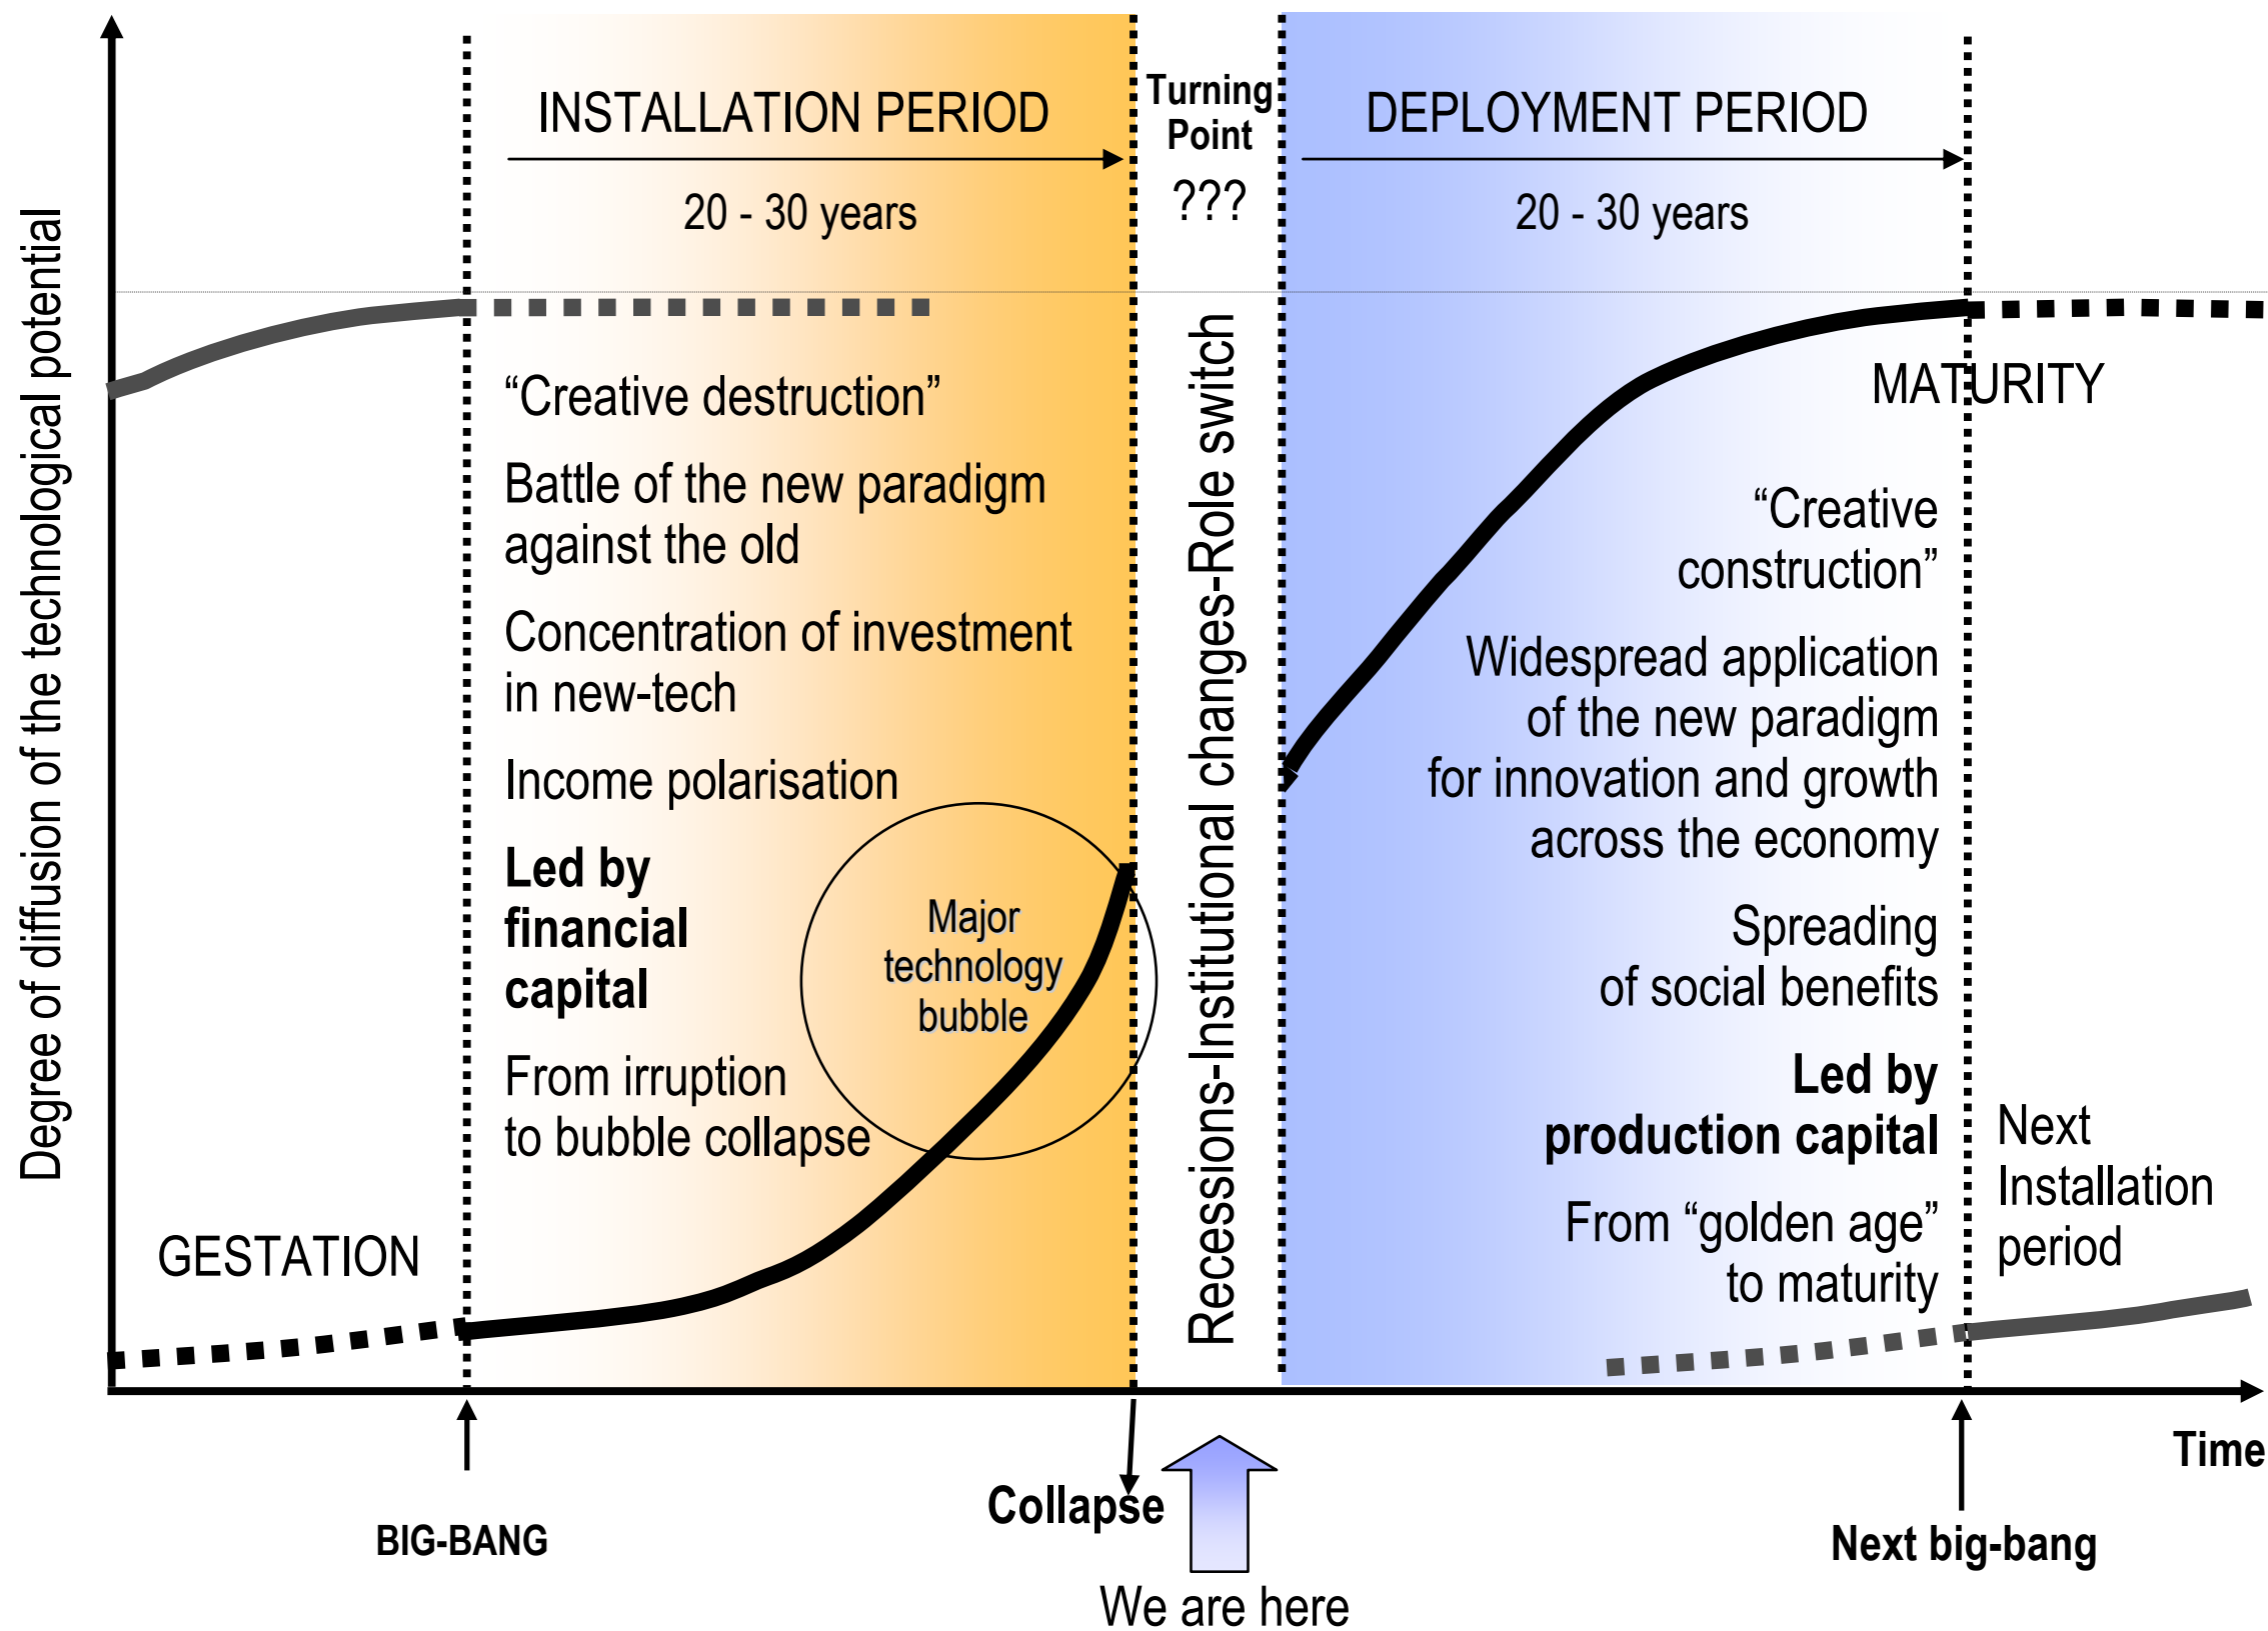 Degree of diffusion of the technological potential
INSTALLATION PERIOD
20 - 30 years
Turning
Point
???
DEPLOYMENT PERIOD
20 - 30 years
“Creative destruction”
Battle of the new paradigm
against the old
Concentration of investment
in new-tech
Income polarisation
Led by
financial
capital
From irruption
to bubble collapse
Major
technology
bubble
Recessions-Institutional changes-Role switch
MATURITY
“Creative
construction”
Widespread application
of the new paradigm
for innovation and growth
across the economy
Spreading
of social benefits
Led by
production capital
From “golden age”
to maturity
Next
Installation
period
GESTATION
Time
BIG-BANG
Collapse
We are here
Next big-bang